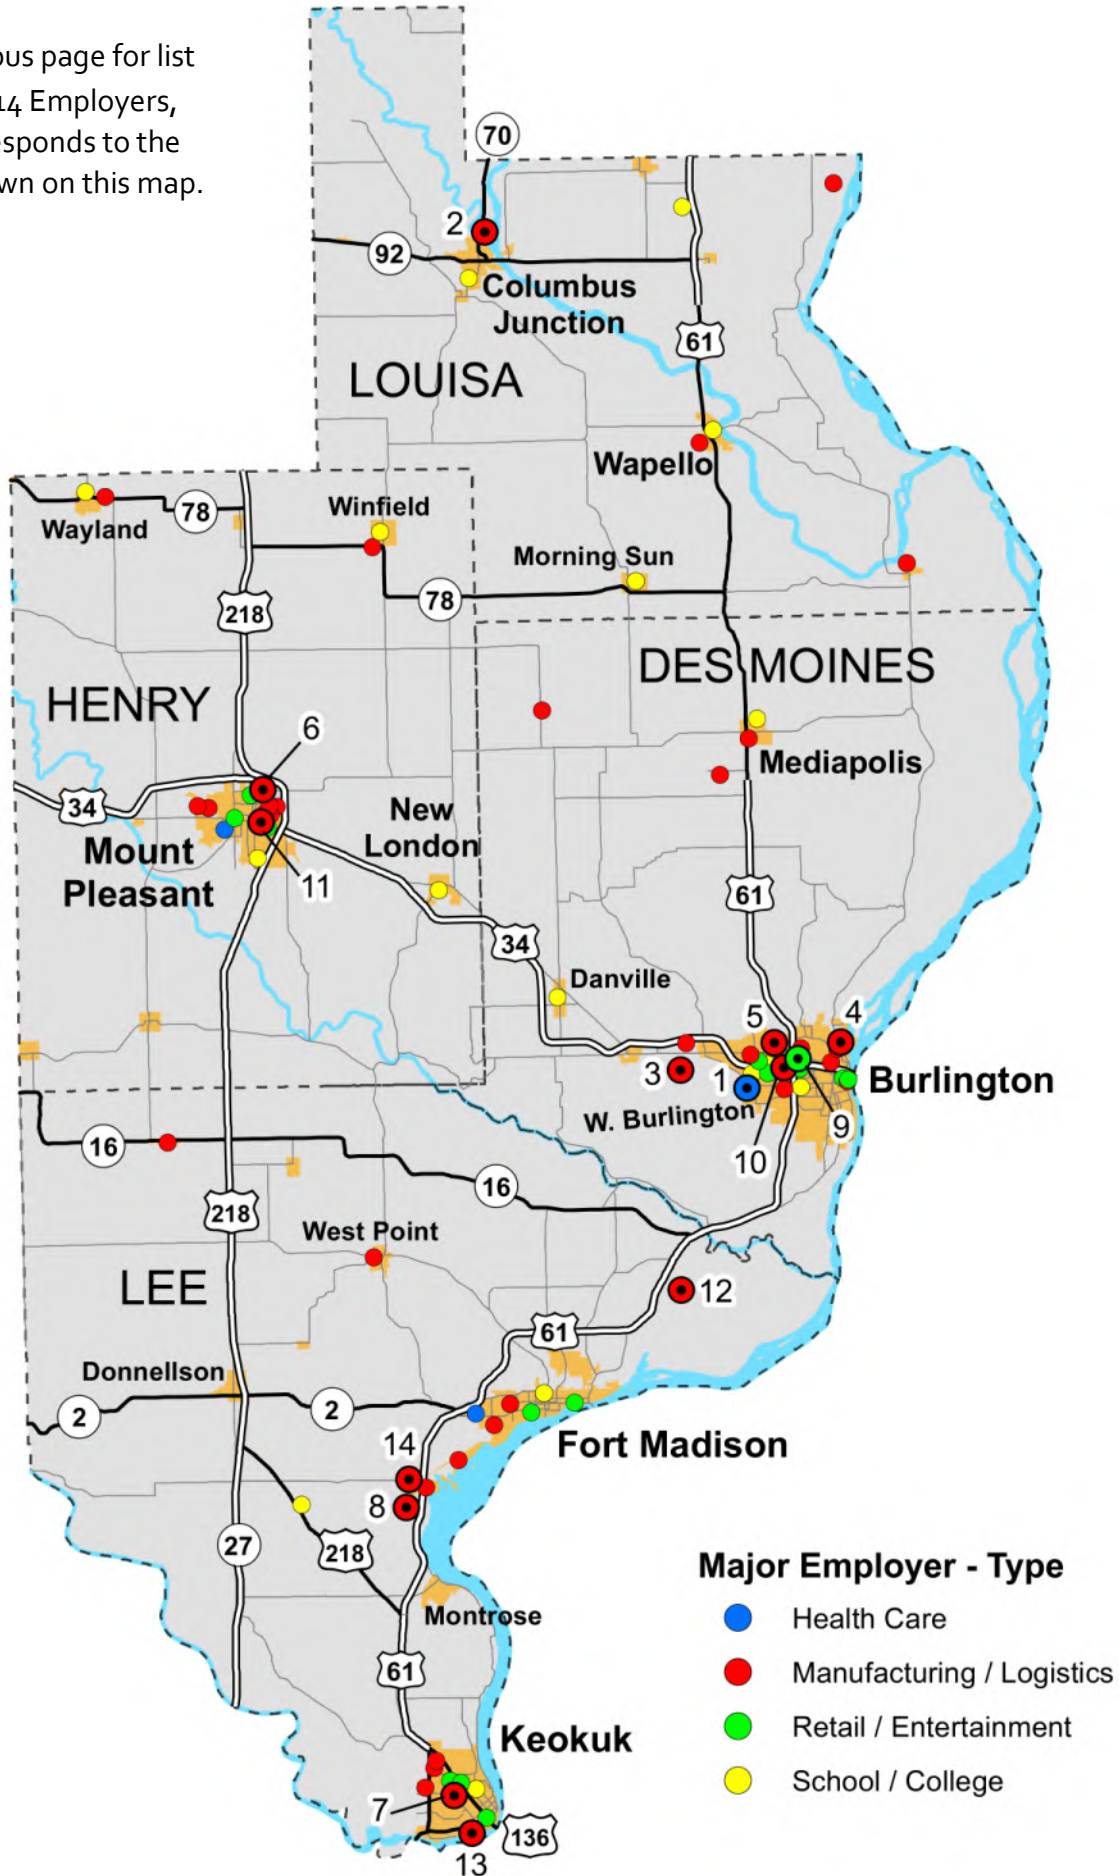 ous page for list
14 Employers,
esponds to the
wn on this map.
70
2
92
Columbus
Junction
61
LOUISA
Wapello
Wayland
78
Winfield
Morning Sun
78
218
DES MOINES
HENRY
6
Mediapolis
34
New
London
Mount
Pleasant
11
61
34
Danville
5
4
3
1
Burlington
W. Burlington
9
10
16
16
218
West Point
LEE
12
61
Donnellson
2
2
Fort Madison
14
8
27
218
Montrose
61
Keokuk
7
136
13
Major Employer - Type
Health Care
Manufacturing / Logistics
Retail / Entertainment
School / College